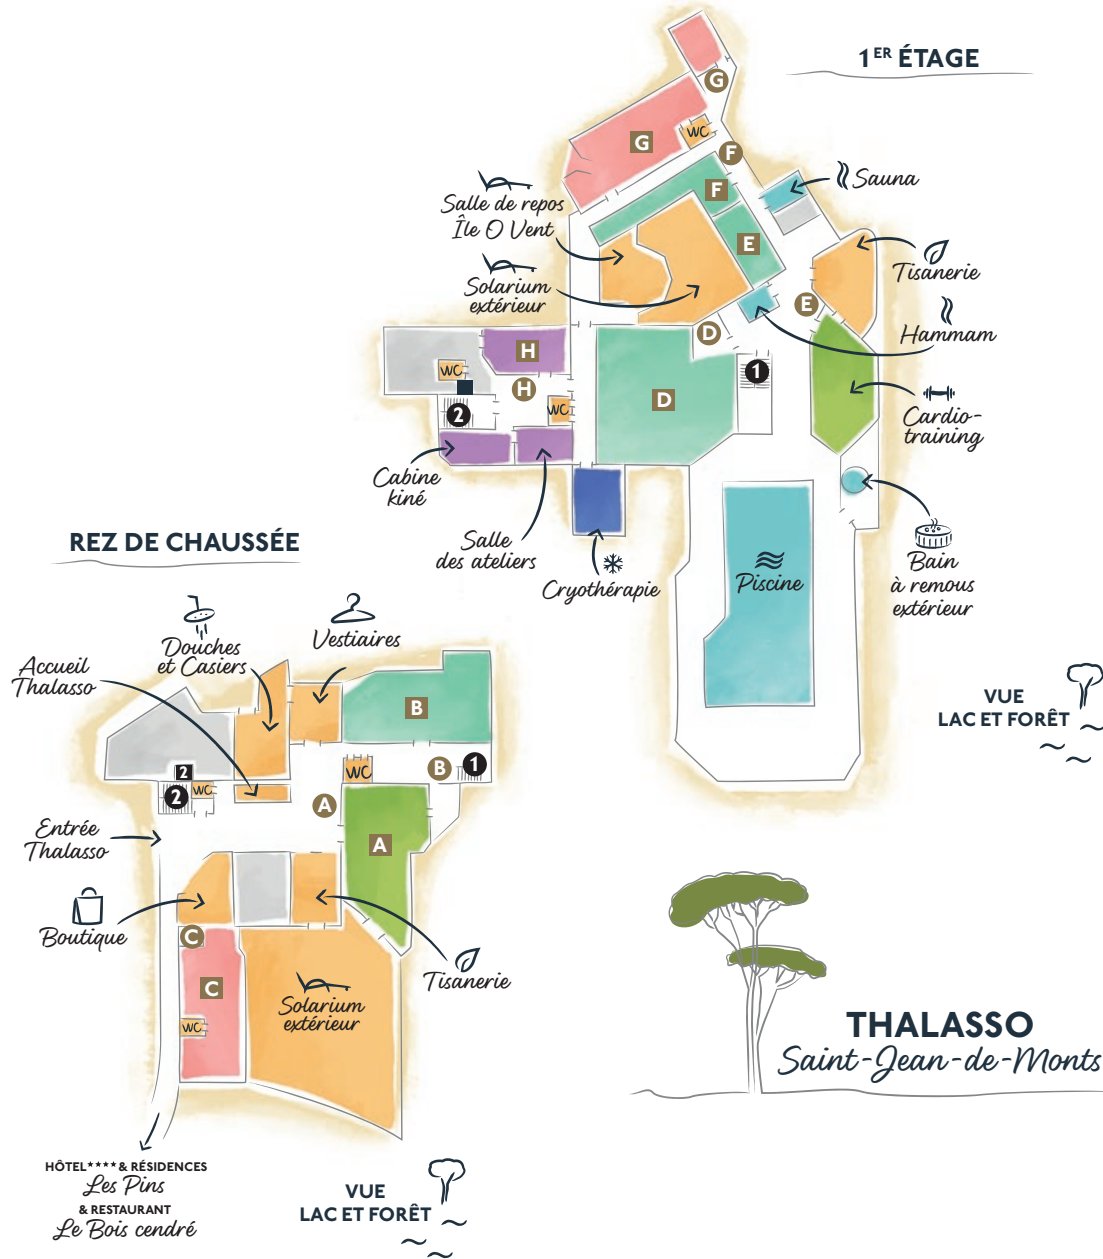 1ER ÉTAGE
G
G
WC
F
F
Sauna
Salle de repos
Île O Vent
E
Tisanerie
Solarium
extérieur
E
Hammam
D
H
WC
H
1
D
2
WC
Cardio-
training
Cabine
kiné
Salle
des ateliers
Cryothérapie
Piscine
Bain
à remous
extérieur
VUE
LAC ET FORÊT
REZ DE CHAUSSÉE
Douches
et Casiers
Vestiaires
Accueil
Thalasso
B
WC
B
1
2
2
WC
A
A
Entrée
Thalasso
Boutique
C
C
WC
Tisanerie
Solarium
extérieur
HÔTEL**** & RÉSIDENCES
Les Pins
& RESTAURANT
Le Bois cendré
VUE
LAC ET FORÊT
THALASSO
Saint-Jean-de-Monts